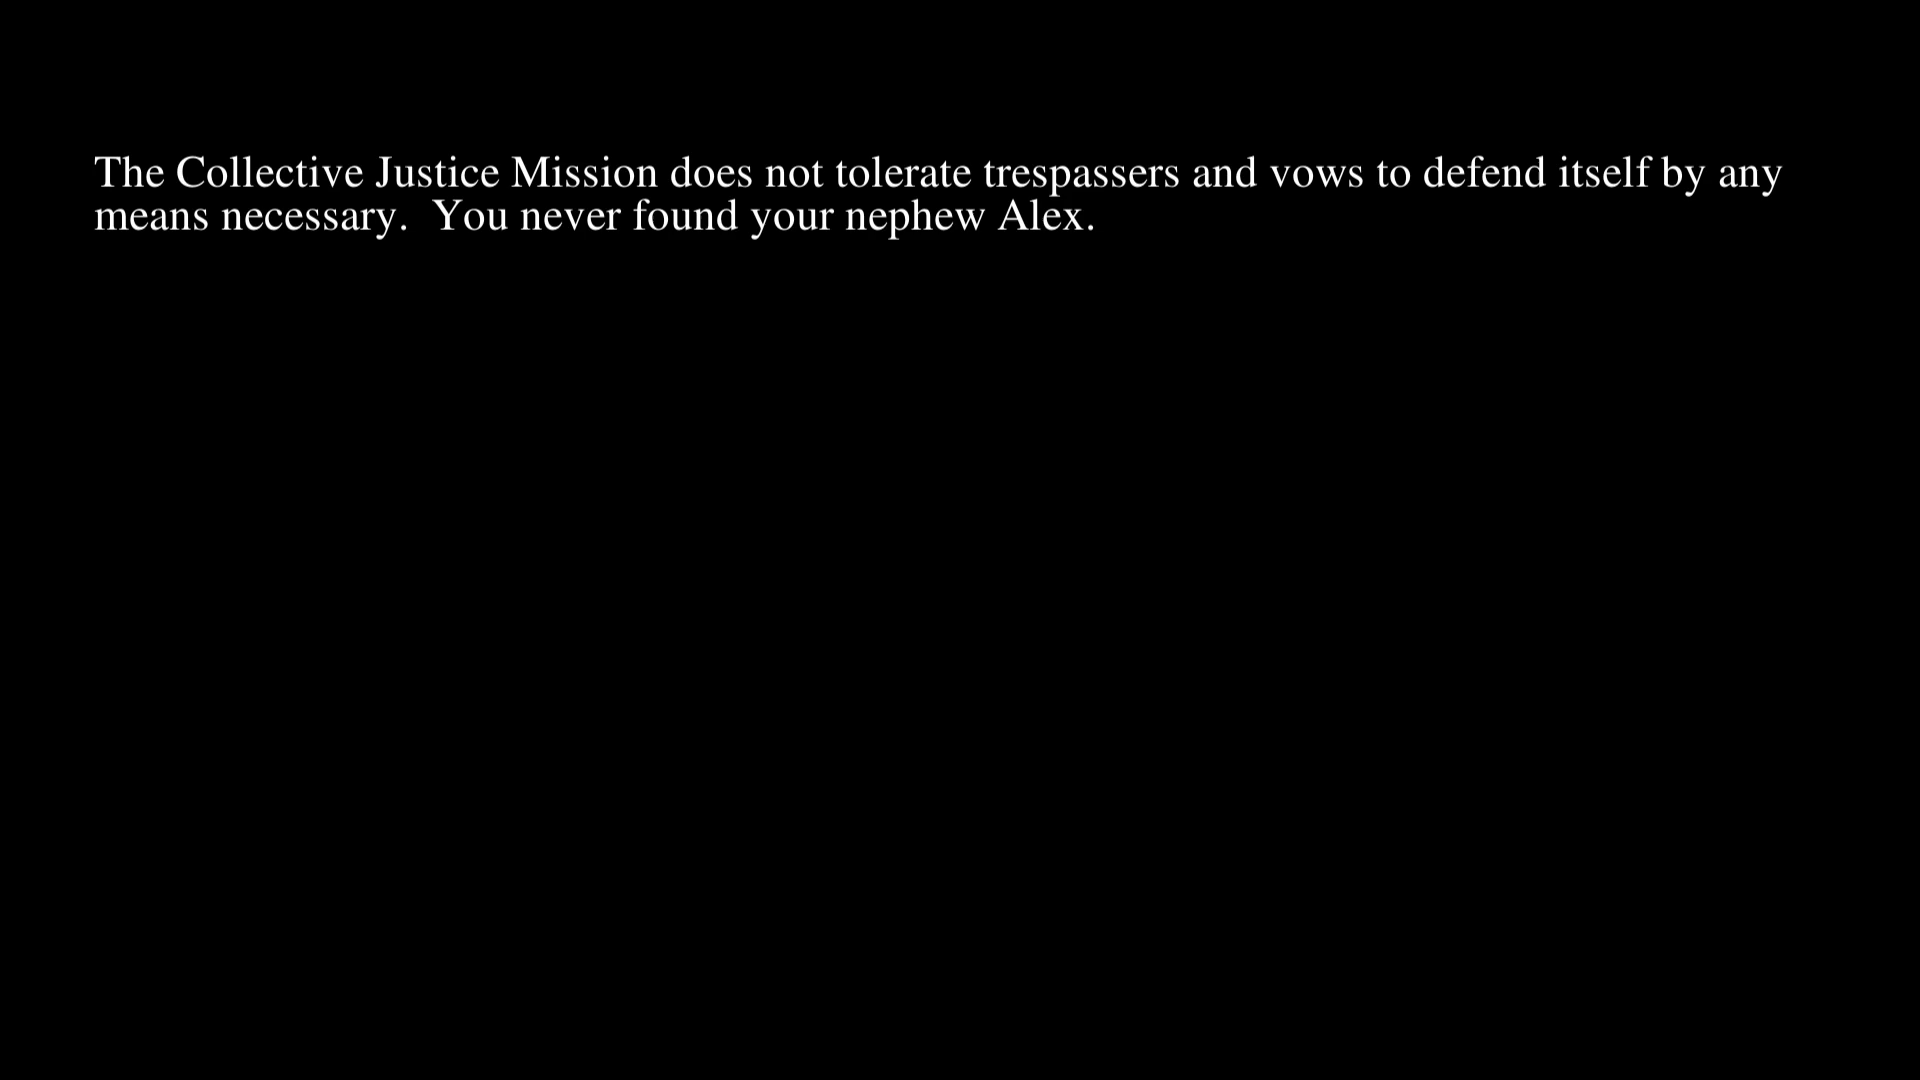 The Collective Justice Mission does not tolerate trespassers and vows to defend itself by any
means necessary.  You never found your nephew Alex.